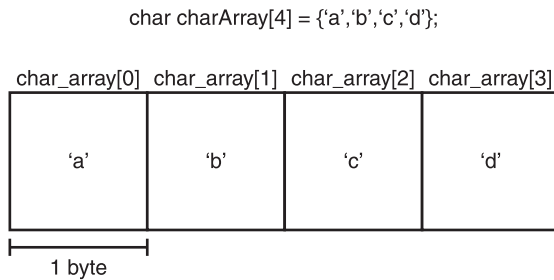 char charArray[4] = {‘a’,‘b’,‘c’,‘d’};
char_array[0] char_array[1] char_array[2] char_array[3]
‘a’ ‘b’ ‘c’ ‘d’
1 byte